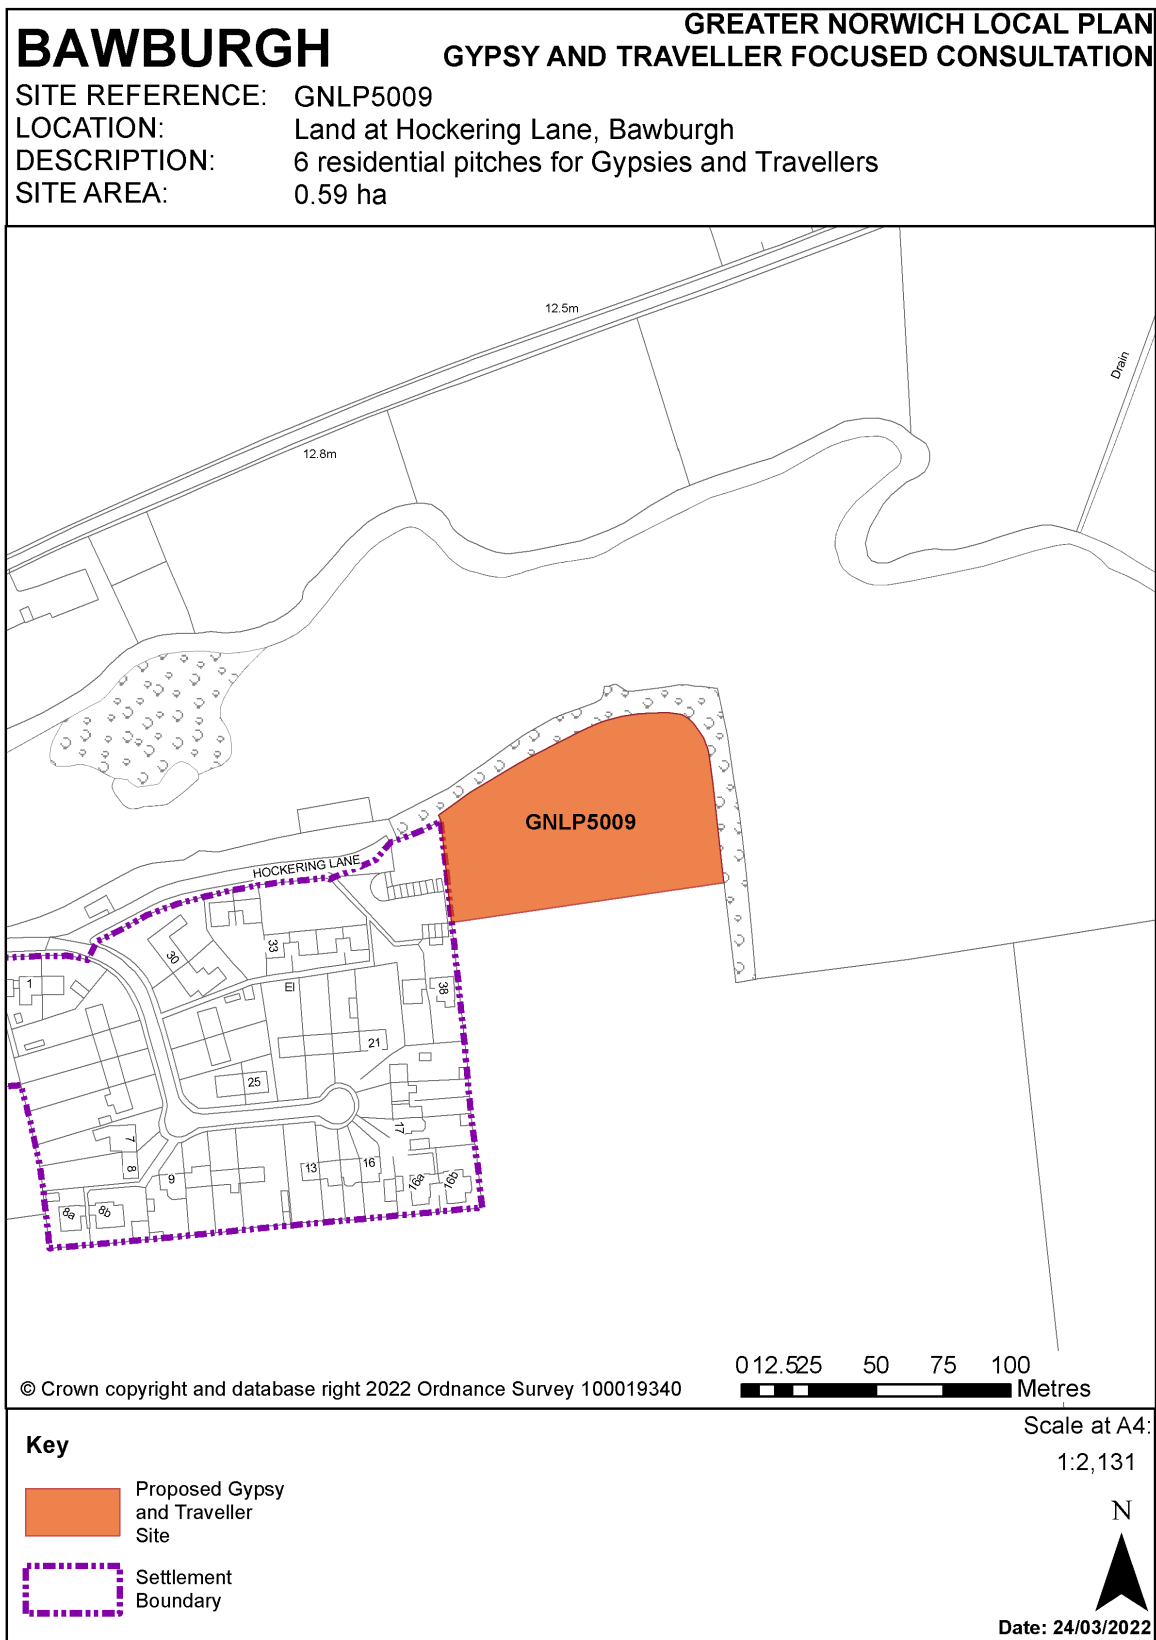 BAWBURGH
GREATER NORWICH LOCAL PLAN
GYPSY AND TRAVELLER FOCUSED CONSULTATION
SITE REFERENCE: GNLP5009
LOCATION: Land at Hockering Lane, Bawburgh
DESCRIPTION: 6 residential pitches for Gypsies and Travellers
SITE AREA: 0.59 ha
12.5m
Drain
12.8m
GNLP5009
HOCKERING LANE
33
30
1
El
38
21
25
7
17
8
9
13
16
16a
16b
8a
8b
0 12.5 25 50 75 100
Metres
© Crown copyright and database right 2022 Ordnance Survey 100019340
Key
Proposed Gypsy
and Traveller
Site
Settlement
Boundary
Scale at A4:
1:2,131
N
Date: 24/03/2022